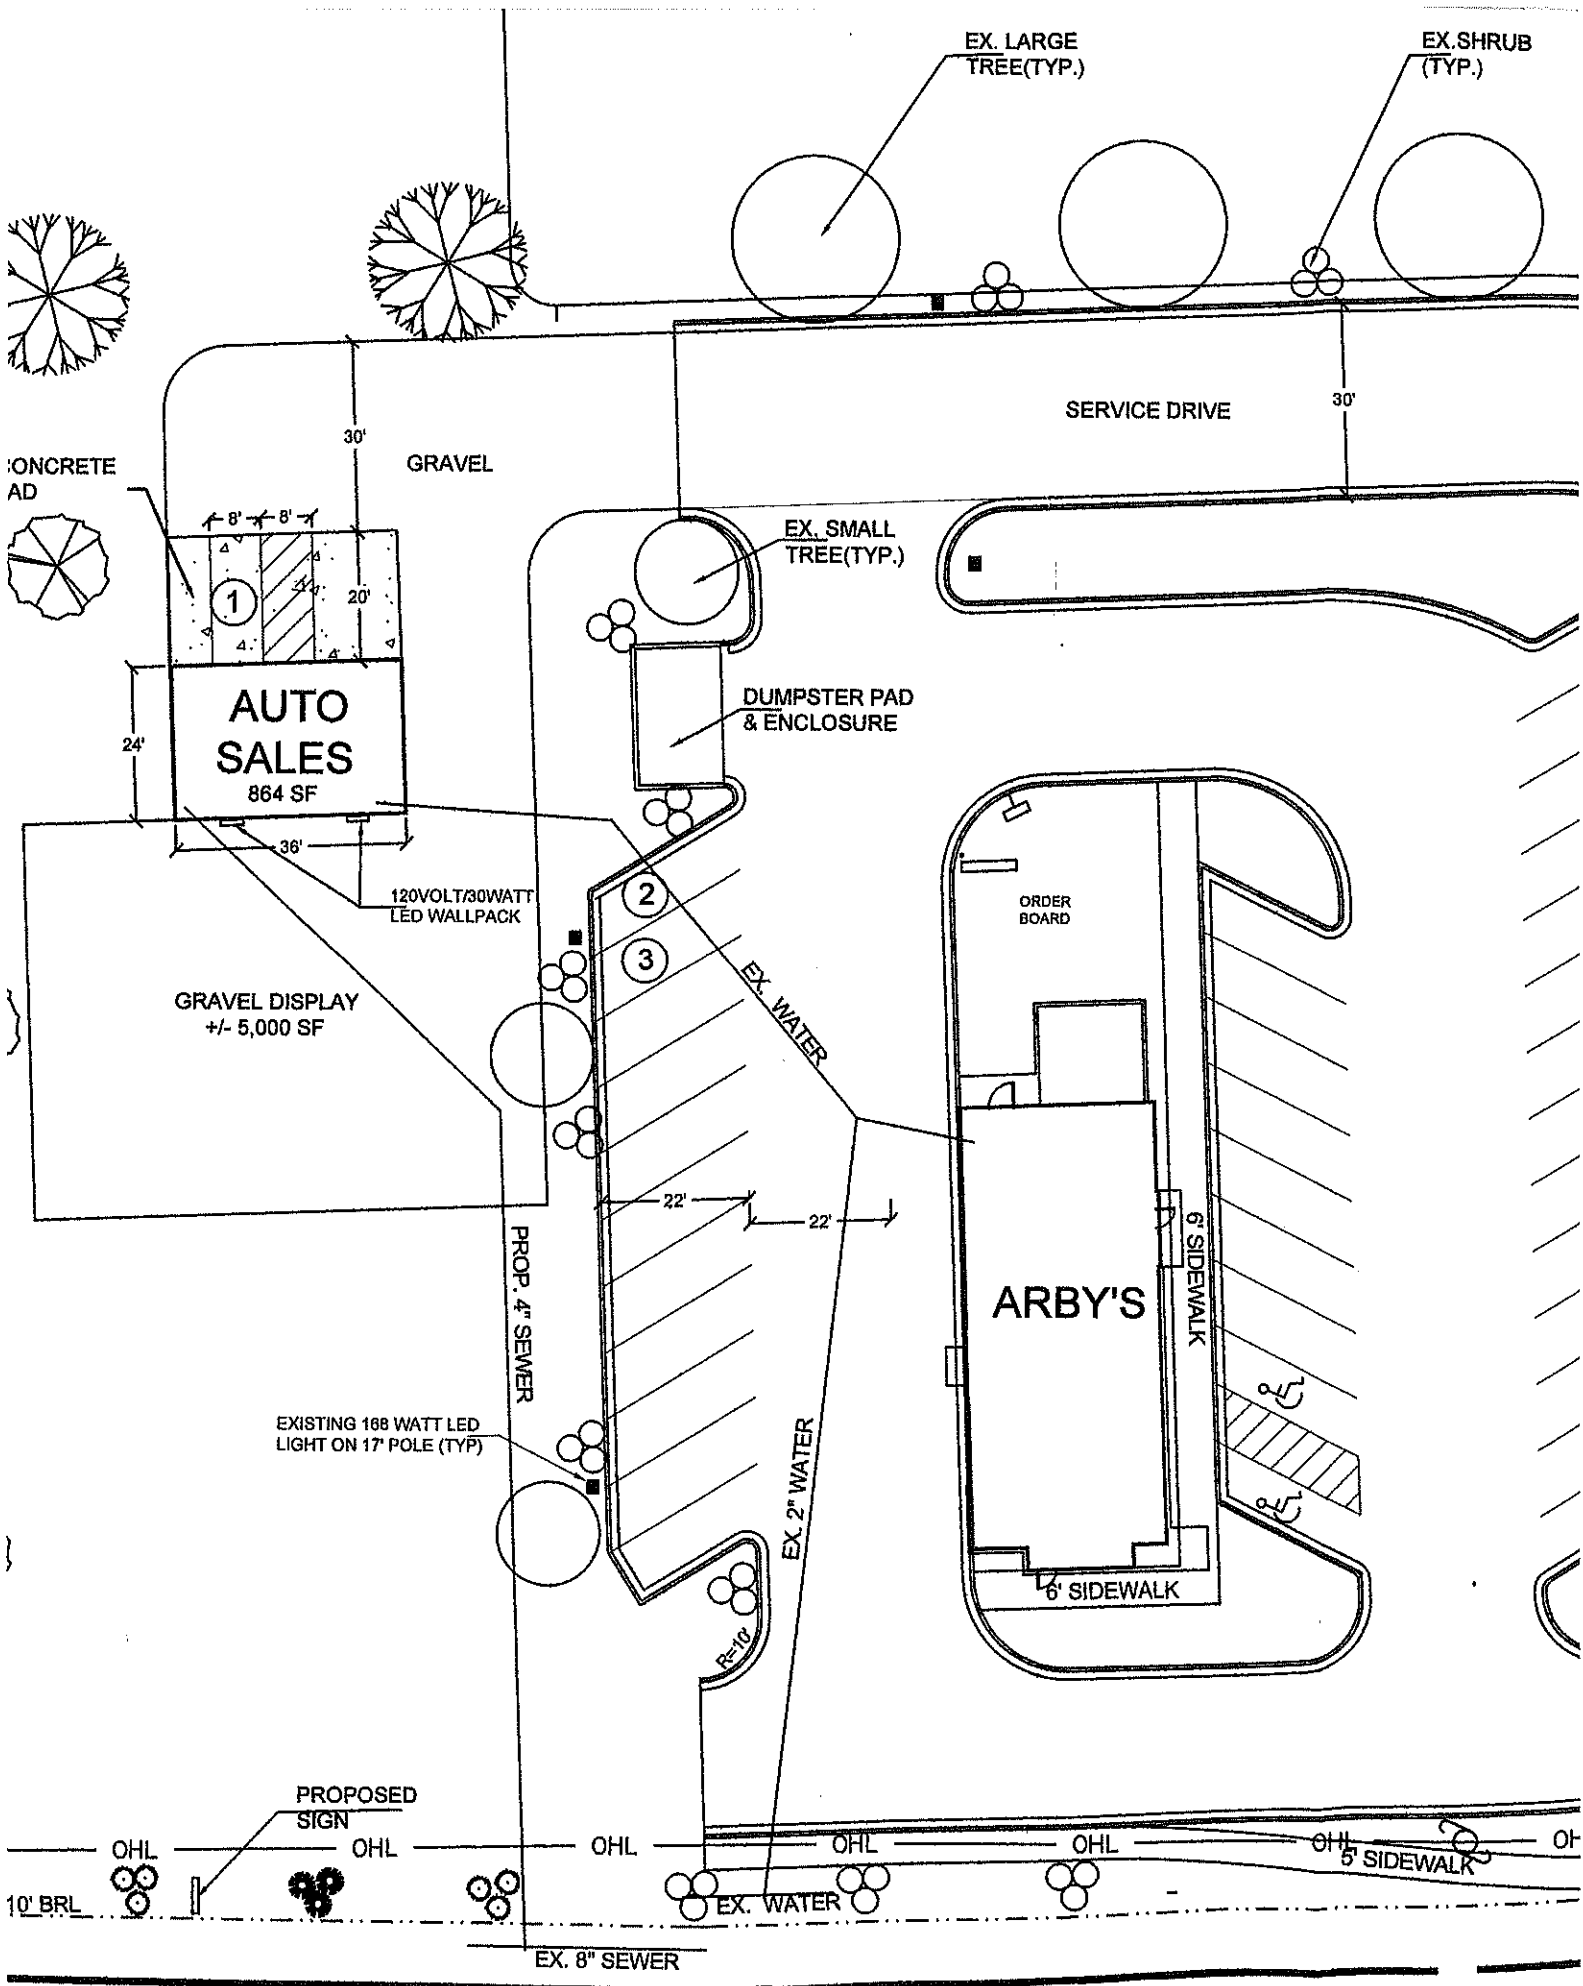 EX. LARGE
TREE(TYP.)
EX.SHRUB
(TYP.)
SERVICE DRIVE
30'
30'
GRAVEL
CONCRETE
AD
8'
8'
EX. SMALL
TREE(TYP.)
1
20'
AUTO
SALES
864 SF
24'
36'
DUMPSTER PAD
& ENCLOSURE
120VOLT/30WATT
LED WALLPACK
2
3
ORDER
BOARD
EX. WATER
GRAVEL DISPLAY
+/- 5,000 SF
22'
22'
PROP. 4" SEWER
6' SIDEWALK
ARBY'S
EXISTING 168 WATT LED
LIGHT ON 17' POLE (TYP)
EX. 2" WATER
6' SIDEWALK
R=10'
PROPOSED
SIGN
OHL
OHL
OHL
OHL
OHL
OHL
OH
5' SIDEWALK
10' BRL
EX. WATER
EX. 8" SEWER